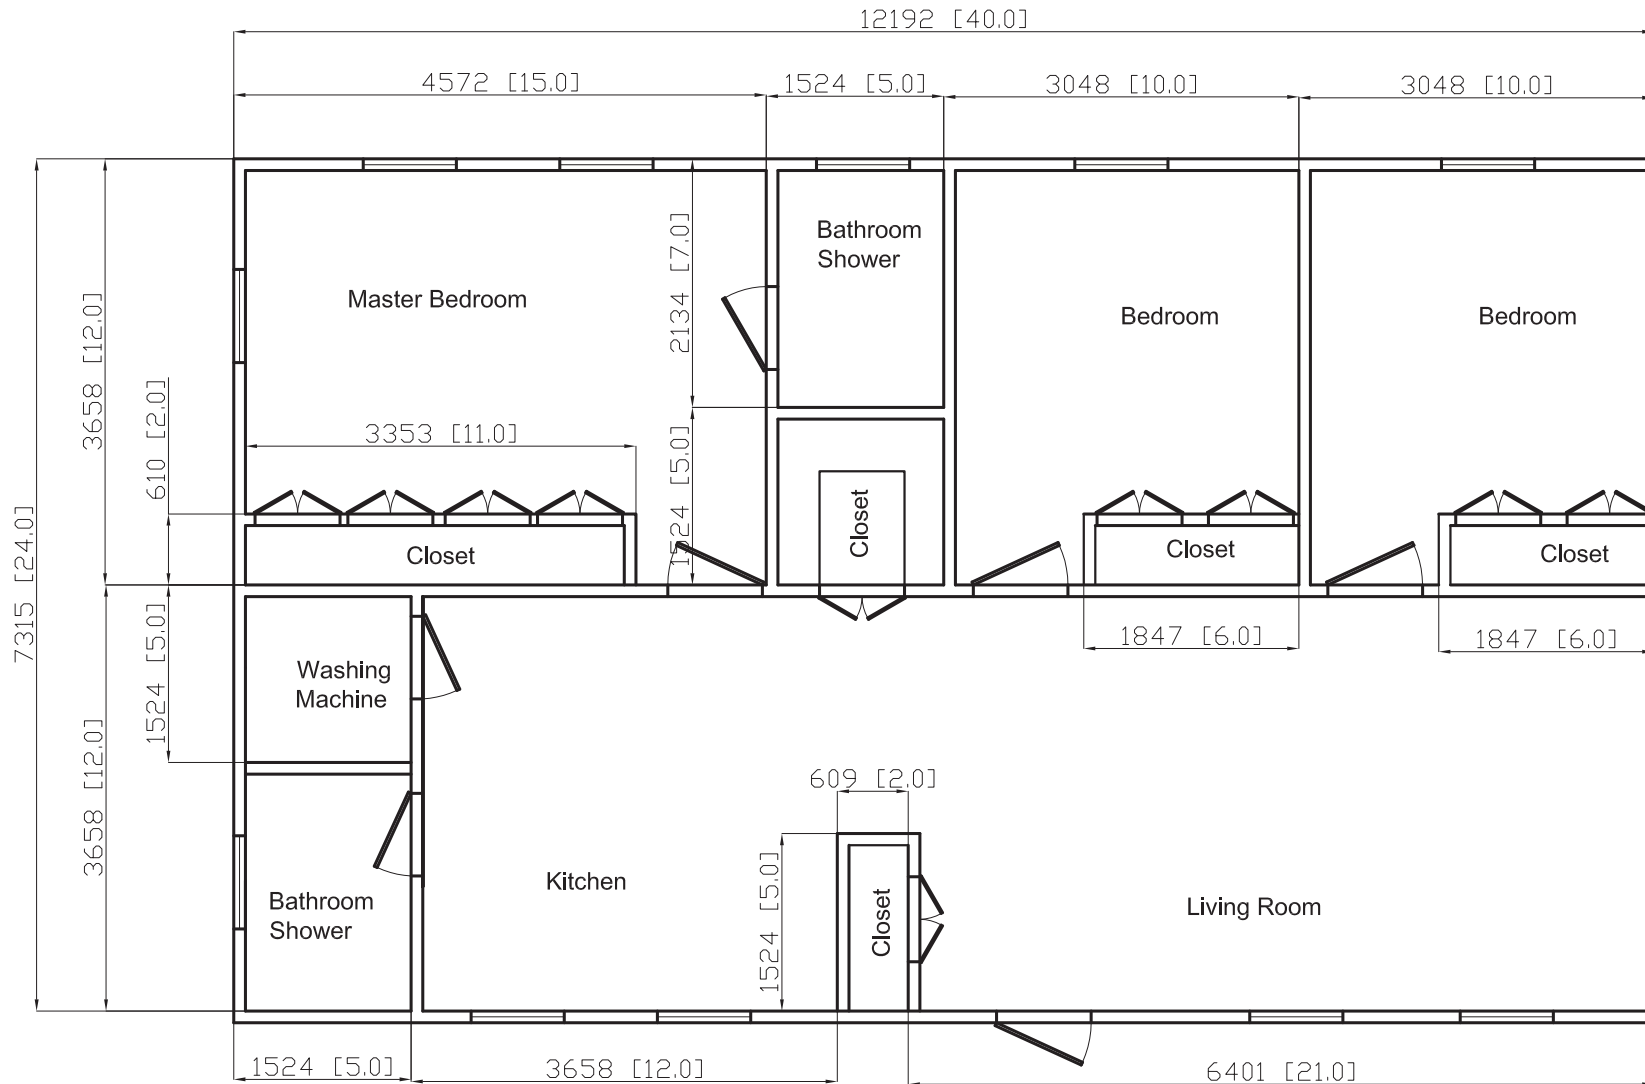 12192 [40.0]
4572 [15.0]
1524 [5.0]
3048 [10.0]
3048 [10.0]
7315 [24.0]
3658 [12.0]
610 [2.0]
Master Bedroom
3353 [11.0]
Closet
2134 [7.0]
1524 [5.0]
Bathroom
Shower
Closet
Bedroom
Closet
1847 [6.0]
Bedroom
Closet
1847 [6.0]
3658 [12.0]
1524 [5.0]
Washing
Machine
Bathroom
Shower
Kitchen
609 [2.0]
1524 [5.0]
Closet
Living Room
1524 [5.0]
3658 [12.0]
6401 [21.0]